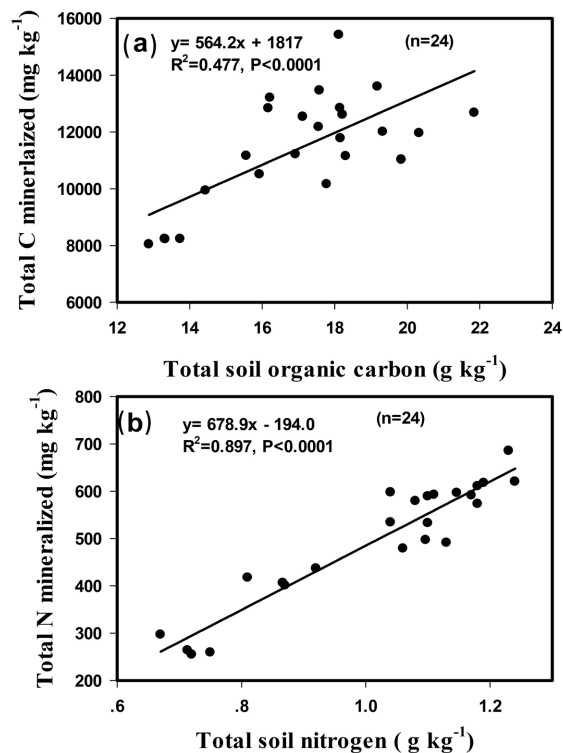 (a)
y= 564.2x + 1817
(n=24)
R²=0.477, P<0.0001
Total C minerlaized (mg kg⁻¹)
16000
14000
12000
10000
8000
6000
12 14 16 18 20 22 24
Total soil organic carbon (g kg⁻¹)
(b)
y= 678.9x - 194.0
(n=24)
R²=0.897, P<0.0001
Total N mineralized (mg kg⁻¹)
800
700
600
500
400
300
200
.6 .8 1.0 1.2
Total soil nitrogen ( g kg⁻¹)